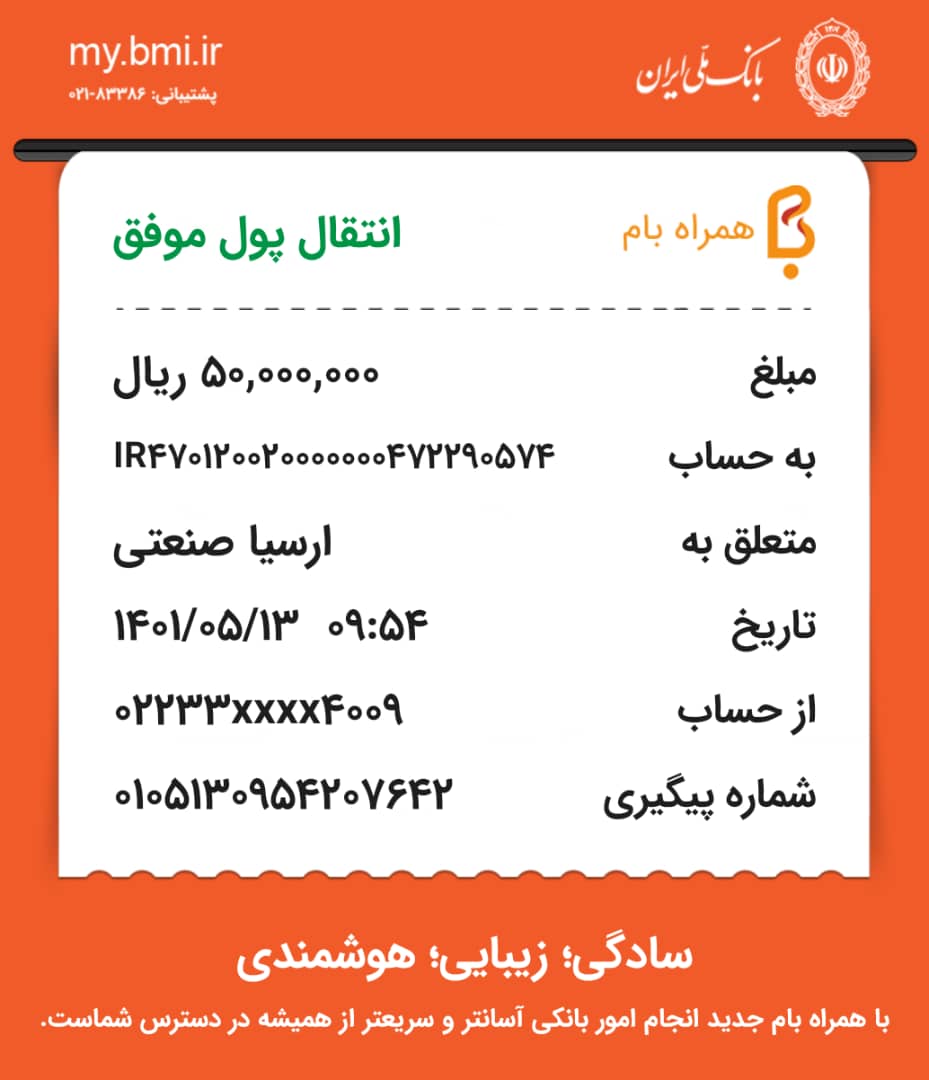 بانک ملّی ایران
my.bmi.ir
پشتیبانی: ۸۳۳۸۶-۰۲۱
همراه بام
انتقال پول موفق
مبلغ ۵۰,۰۰۰,۰۰۰ ریال
به حساب IR۴۷۰۱۲۰۰۲۰۰۰۰۰۰۰۴۷۲۲۹۰۵۷۴
متعلق به ارسیا صنعتی
تاریخ ۱۴۰۱/۰۵/۱۳ ۰۹:۵۴
از حساب ۰۲۲۳۳xxxx۴۰۰۹
شماره پیگیری ۰۱۰۵۱۳۰۹۵۴۲۰۷۶۴۲
سادگی؛ زیبایی؛ هوشمندی
با همراه بام جدید انجام امور بانکی آسانتر و سریعتر از همیشه در دسترس شماست.